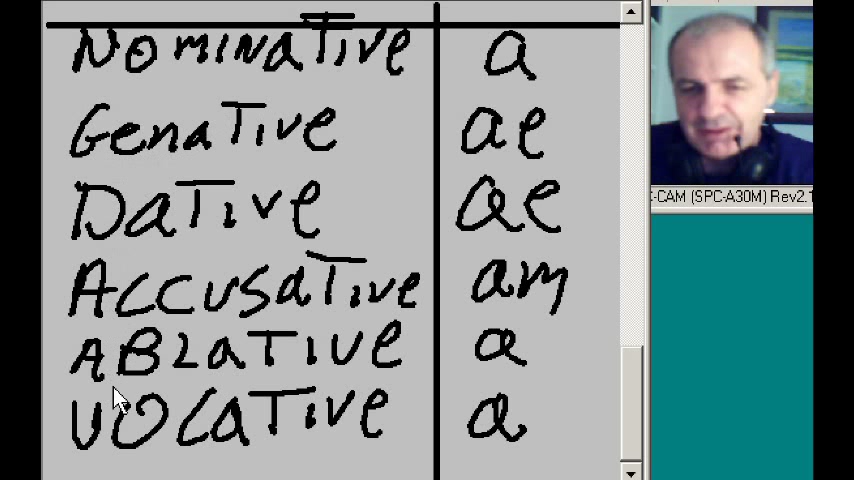 Nominative a
Genative ae
Dative ae
Accusative am
Ablative a
Vocative a
-CAM (SPC-A30M) Rev2.1